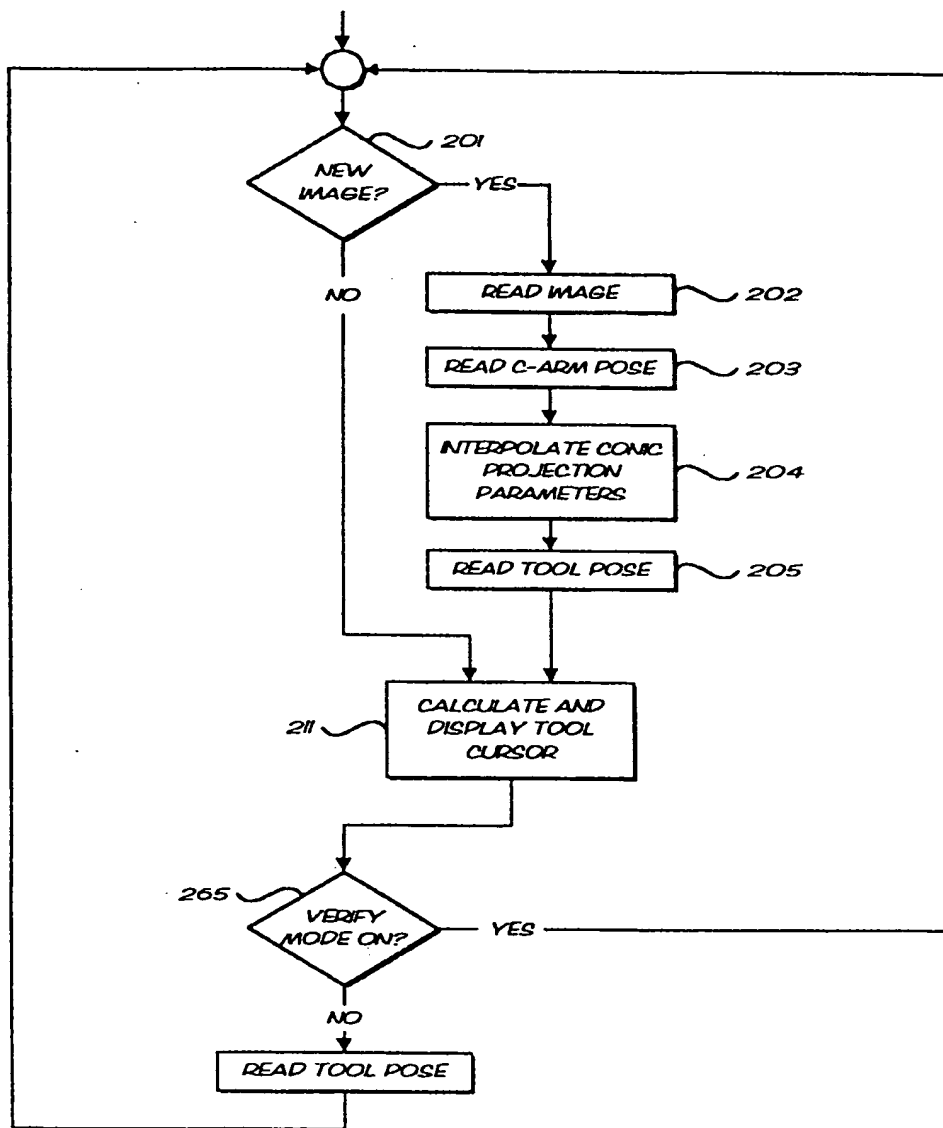 201
NEW
IMAGE?
YES
NO
READ IMAGE
202
READ C-ARM POSE
203
INTERPOLATE CONIC
PROJECTION
PARAMETERS
204
READ TOOL POSE
205
211
CALCULATE AND
DISPLAY TOOL
CURSOR
265
VERIFY
MODE ON?
YES
NO
READ TOOL POSE